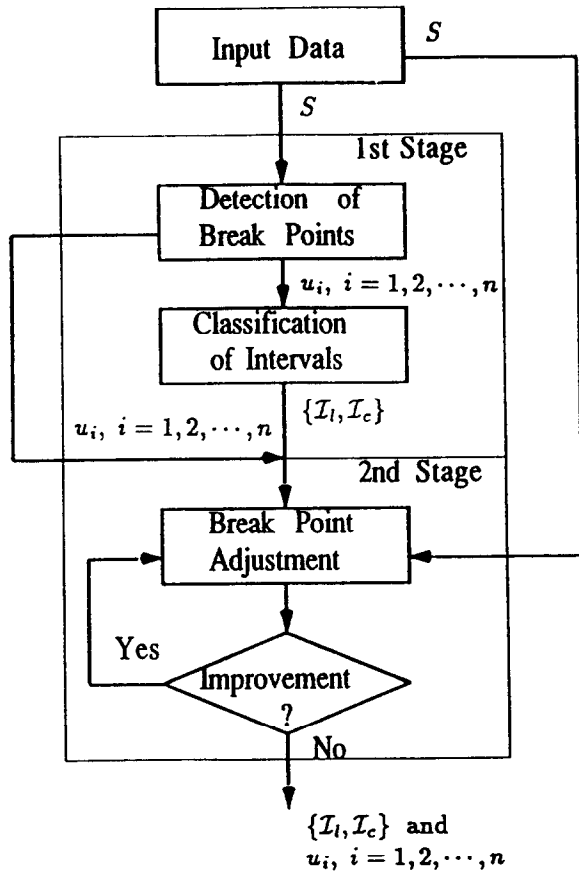 Input Data
S
S
1st Stage
Detection of
Break Points
u_i, i = 1, 2, ···, n
Classification
of Intervals
{I_l, I_c}
u_i, i = 1, 2, ···, n
2nd Stage
Break Point
Adjustment
Yes
Improvement
?
No
{I_l, I_c} and
u_i, i = 1, 2, ···, n